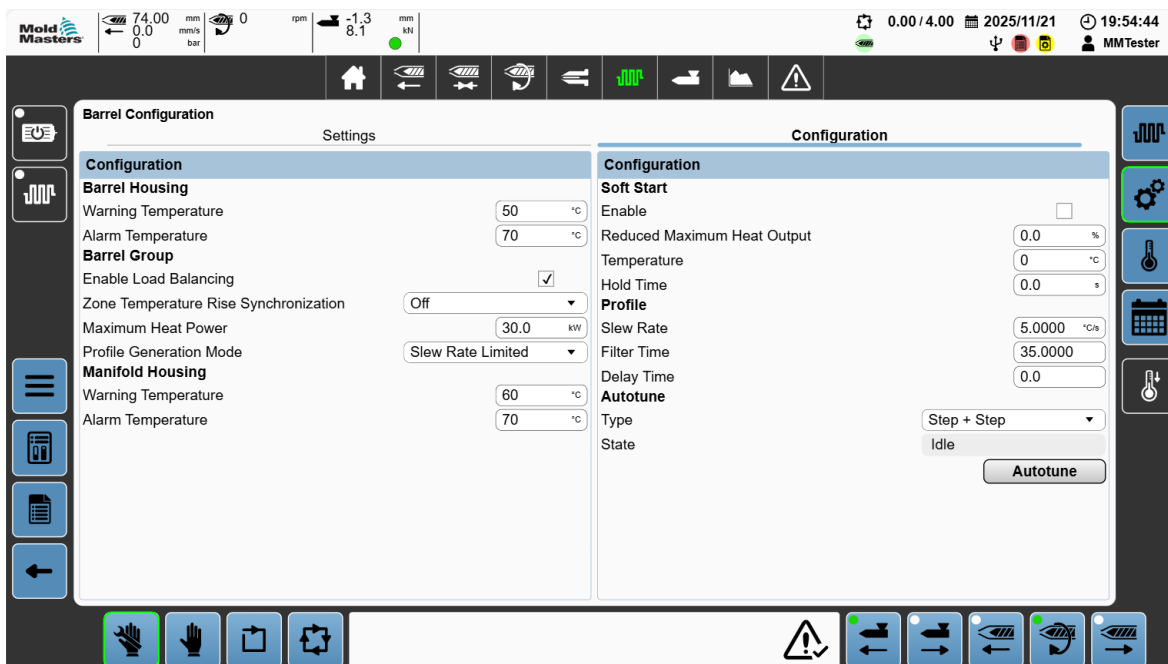 Mold Masters
74.00 mm
0.0 mm/s
0 bar
0 rpm
-1.3 mm
8.1 kN
0.00 / 4.00 2025/11/21 19:54:44
MMTester
Barrel Configuration
Settings Configuration
Configuration
Barrel Housing
Warning Temperature 50 °C
Alarm Temperature 70 °C
Barrel Group
Enable Load Balancing
Zone Temperature Rise Synchronization Off
Maximum Heat Power 30.0 kW
Profile Generation Mode Slew Rate Limited
Manifold Housing
Warning Temperature 60 °C
Alarm Temperature 70 °C
Configuration
Soft Start
Enable
Reduced Maximum Heat Output 0.0 %
Temperature 0 °C
Hold Time 0.0 s
Profile
Slew Rate 5.0000 °C/s
Filter Time 35.0000
Delay Time 0.0
Autotune
Type Step + Step
State Idle
Autotune